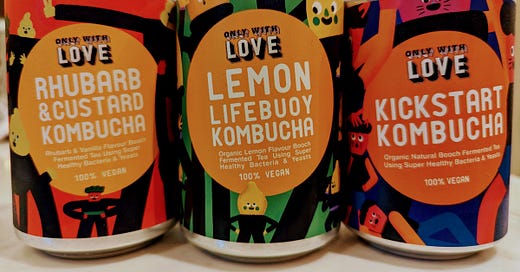 ONLY WITH
LOVE
RHUBARB
& CUSTARD
KOMBUCHA
Rhubarb & Vanilla Flavour Booch
Fermented Tea Using Super
Healthy Bacteria & Yeasts
100% VEGAN
ONLY WITH
LOVE
LEMON
LIFEBUOY
KOMBUCHA
Organic Lemon Flavour Booch
Fermented Tea Using Super
Healthy Bacteria & Yeasts
100% VEGAN
ONLY WITH
LOVE
KICKSTART
KOMBUCHA
Organic Natural Booch Fermented Tea
Using Super Healthy Bacteria & Yeasts
100% VEGAN